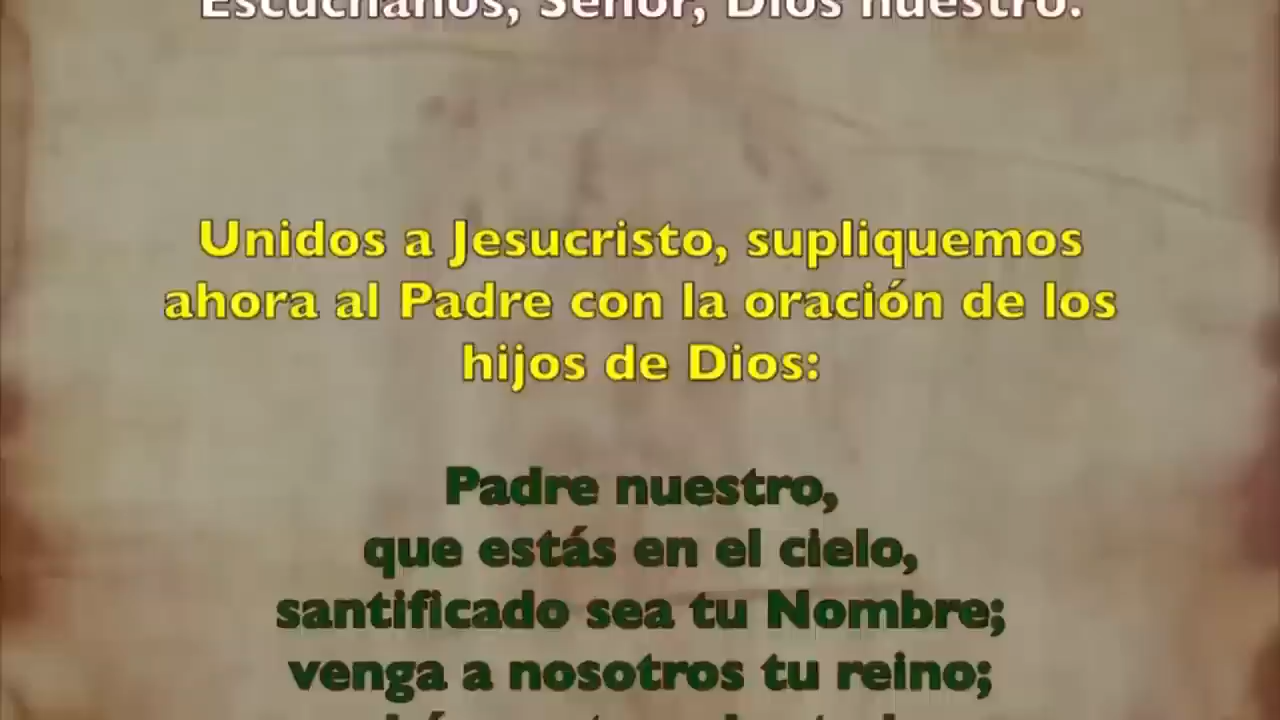 Escúchanos, Señor, Dios nuestro.
Unidos a Jesucristo, supliquemos
ahora al Padre con la oración de los
hijos de Dios:
Padre nuestro,
que estás en el cielo,
santificado sea tu Nombre;
venga a nosotros tu reino;